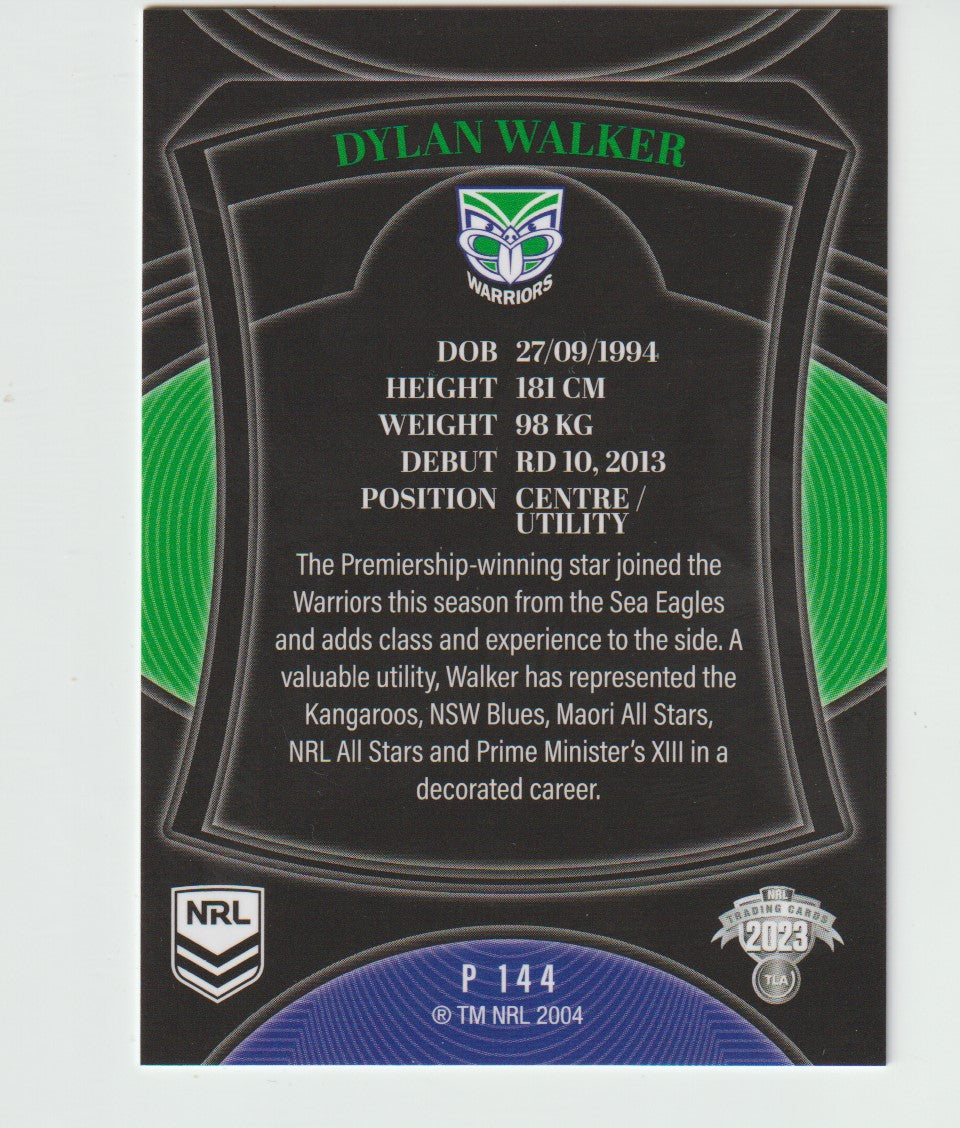 DYLAN WALKER
WARRIORS
DOB 27/09/1994
HEIGHT 181 CM
WEIGHT 98 KG
DEBUT RD 10, 2013
POSITION CENTRE /
UTILITY
The Premiership-winning star joined the
Warriors this season from the Sea Eagles
and adds class and experience to the side. A
valuable utility, Walker has represented the
Kangaroos, NSW Blues, Maori All Stars,
NRL All Stars and Prime Minister's XIII in a
decorated career.
NRL
NRL
TRADING CARDS
2023
TLA
P 144
® TM NRL 2004